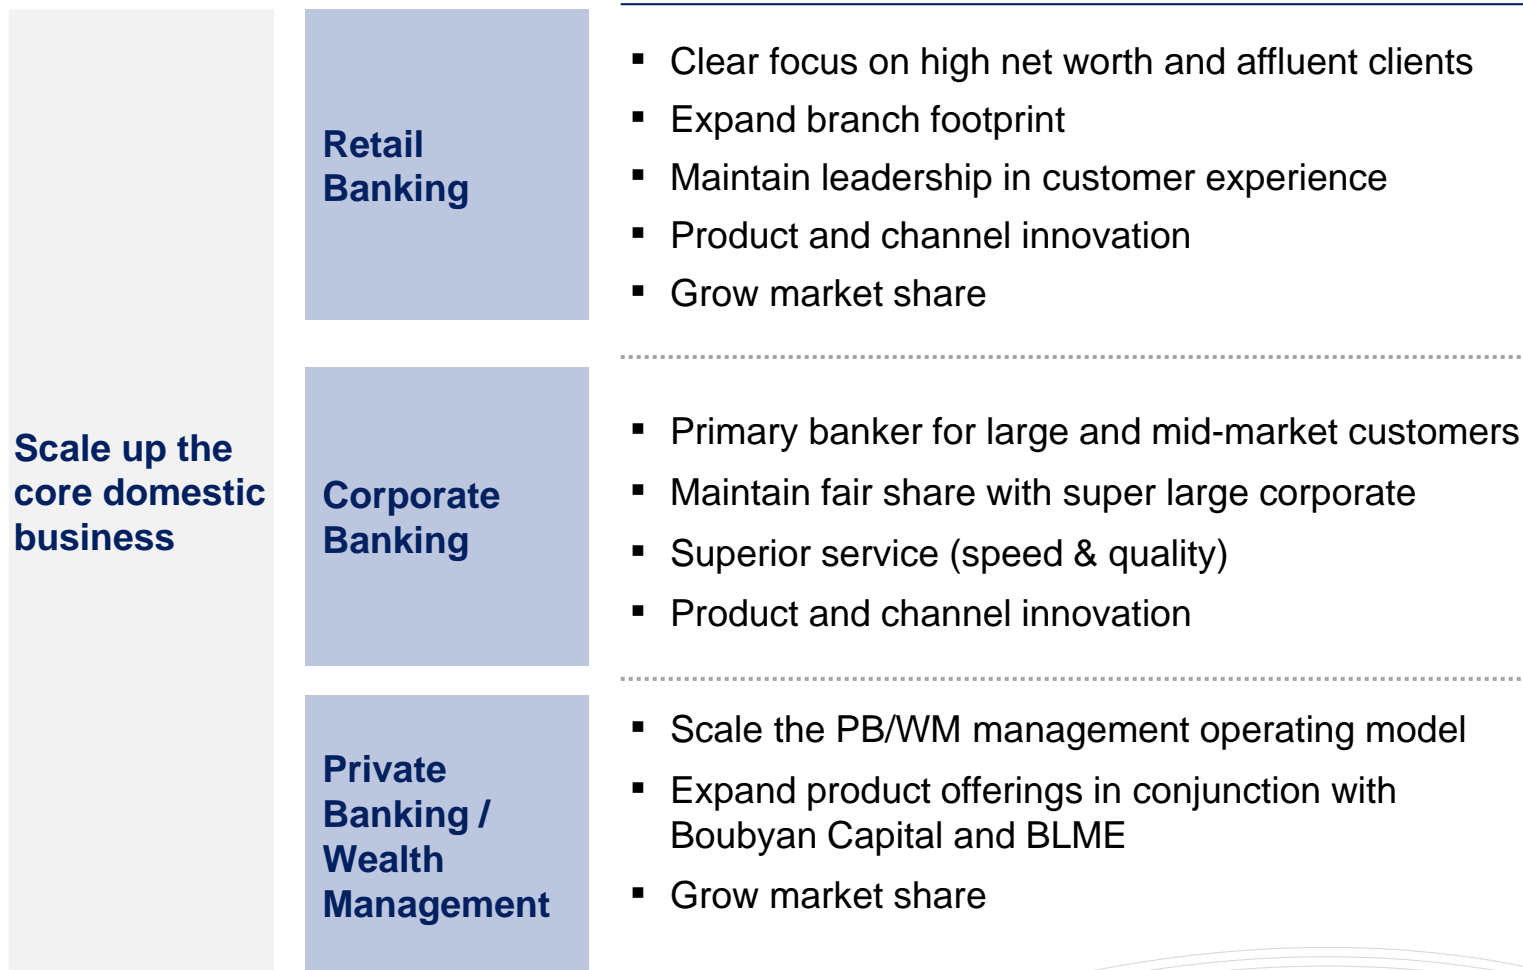 Scale up the
core domestic
business
Retail
Banking
▪ Clear focus on high net worth and affluent clients
▪ Expand branch footprint
▪ Maintain leadership in customer experience
▪ Product and channel innovation
▪ Grow market share
Corporate
Banking
▪ Primary banker for large and mid-market customers
▪ Maintain fair share with super large corporate
▪ Superior service (speed & quality)
▪ Product and channel innovation
Private
Banking /
Wealth
Management
▪ Scale the PB/WM management operating model
▪ Expand product offerings in conjunction with
Boubyan Capital and BLME
▪ Grow market share